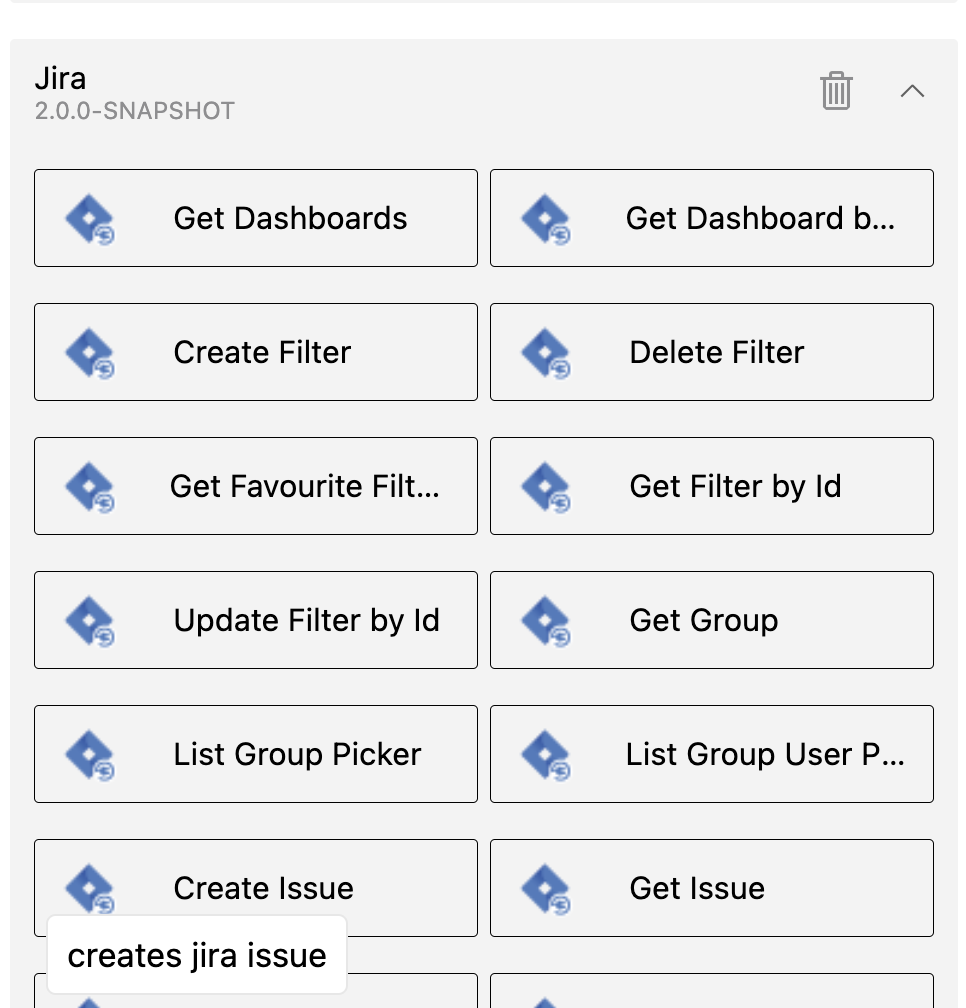 Jira
2.0.0-SNAPSHOT
Get Dashboards
Get Dashboard b...
Create Filter
Delete Filter
Get Favourite Filt...
Get Filter by Id
Update Filter by Id
Get Group
List Group Picker
List Group User P...
Create Issue
Get Issue
creates jira issue